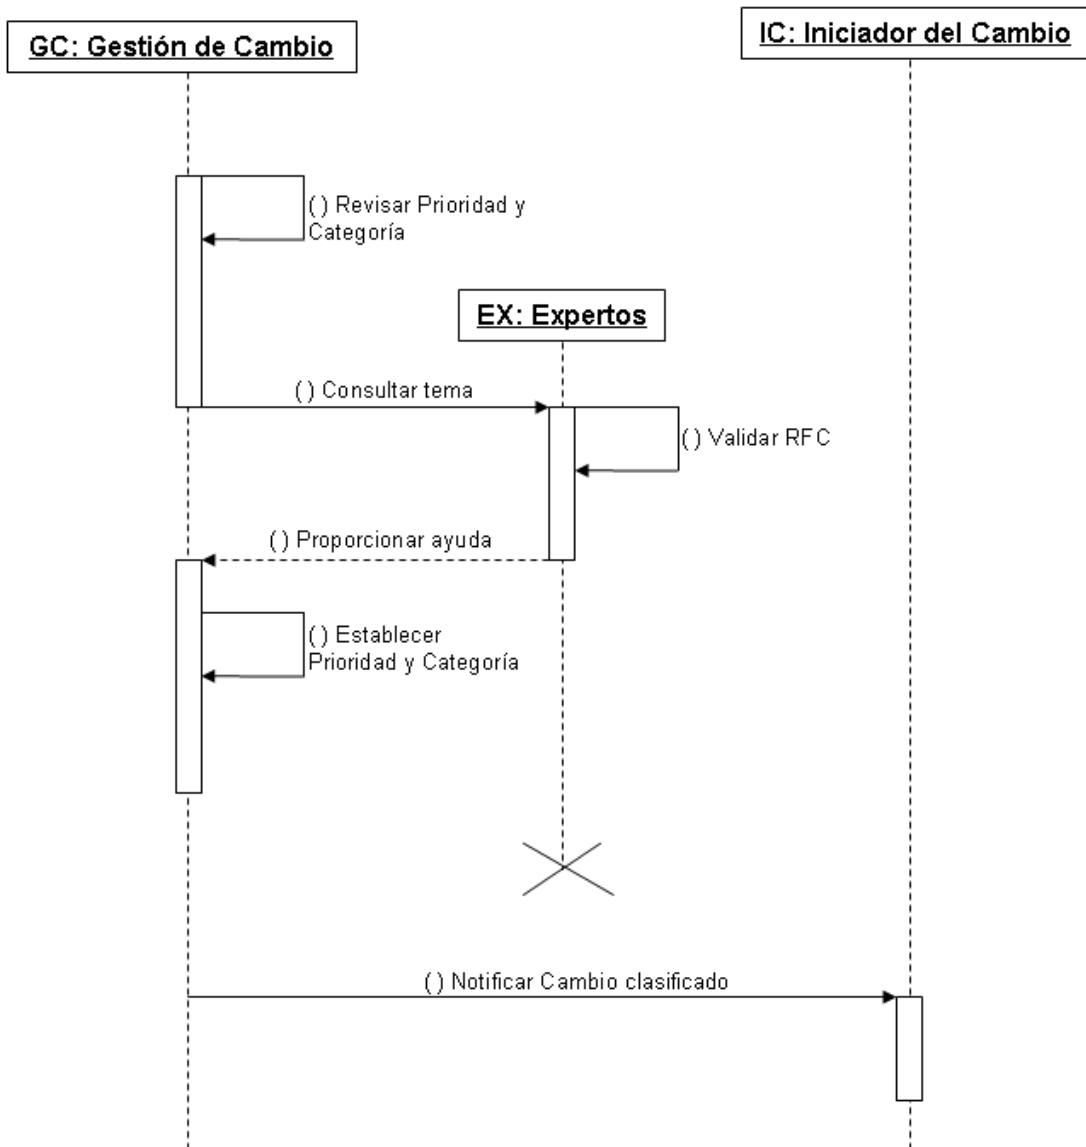 GC: Gestión de Cambio
IC: Iniciador del Cambio
() Revisar Prioridad y
Categoría
EX: Expertos
() Consultar tema
() Validar RFC
() Proporcionar ayuda
() Establecer
Prioridad y Categoría
() Notificar Cambio clasificado